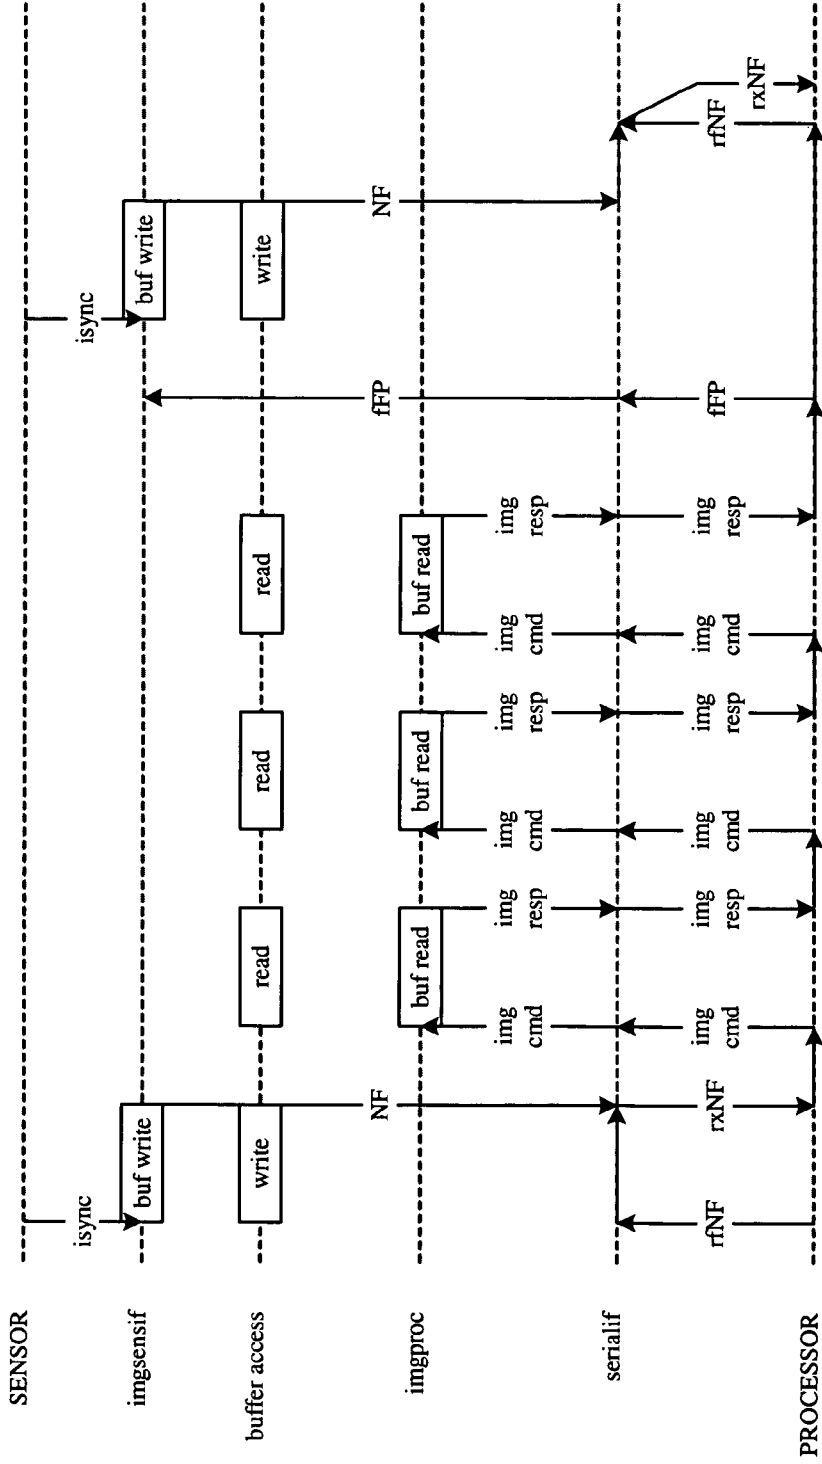 SENSOR
isync
isync
imgsensif
buf write
buf write
buffer access
write
read
read
read
write
NF
fFP
NF
imgproc
buf read
buf read
buf read
img
cmd
img
resp
img
cmd
img
resp
img
cmd
img
resp
serialif
rfNF
rxNF
img
cmd
img
resp
img
cmd
img
resp
img
cmd
img
resp
fFP
rfNF
rxNF
PROCESSOR